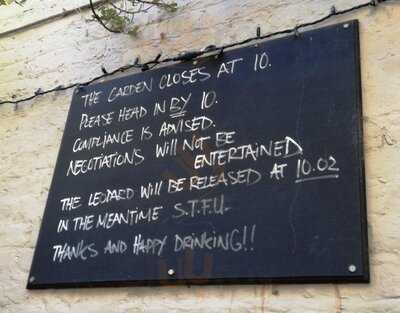 THE GARDEN CLOSES AT 10.
PLEASE HEAD IN BY 10.
COMPLIANCE IS ADVISED.
NEGOTIATIONS WILL NOT BE
ENTERTAINED
THE LEOPARD WILL BE RELEASED AT 10.02
IN THE MEANTIME S.T.F.U.
THANKS AND HAPPY DRINKING!!